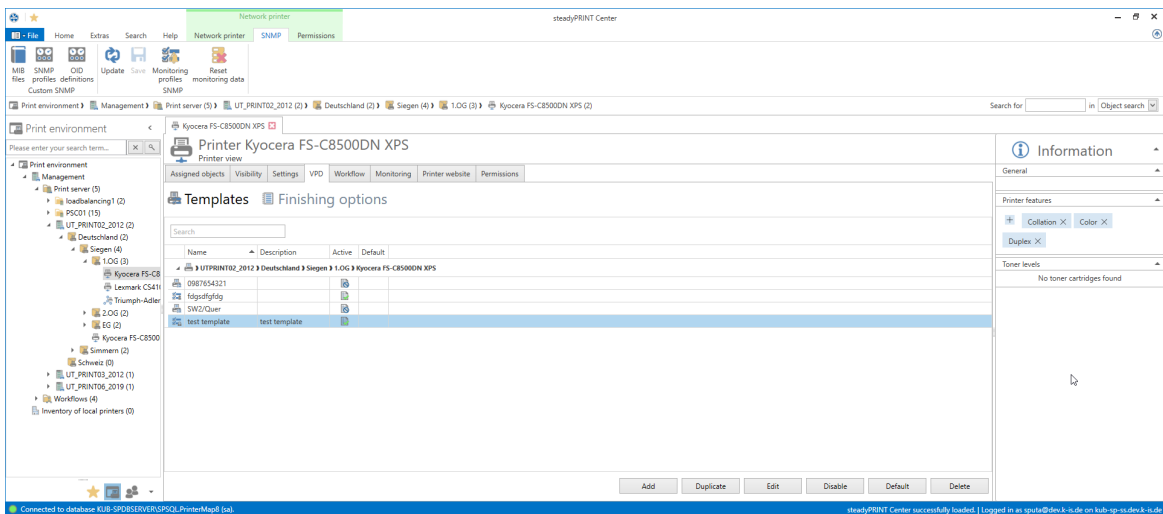 Network printer
steadyPRINT Center
File Home Extras Search Help Network printer SNMP Permissions
MIB files SNMP profiles OID definitions Update Save Monitoring profiles Reset monitoring data
Custom SNMP SNMP
Print environment Management Print server (5) UT_PRINT02_2012 (2) Deutschland (2) Siegen (4) 1.OG (3) Kyocera FS-C8500DN XPS (2) Search for in Object search
Print environment
Please enter your search term...
Print environment
Management
Print server (5)
loadbalancing1 (2)
PSC01 (15)
UT_PRINT02_2012 (2)
Deutschland (2)
Siegen (4)
1.OG (3)
Kyocera FS-C8
Lexmark CS41
Triumph-Adler
2.OG (2)
EG (2)
Kyocera FS-C8500
Simmern (2)
Schweiz (0)
UT_PRINT03_2012 (1)
UT_PRINT06_2019 (1)
Workflows (4)
Inventory of local printers (0)
Kyocera FS-C8500DN XPS
Printer Kyocera FS-C8500DN XPS
Printer view
Assigned objects Visibility Settings VPD Workflow Monitoring Printer website Permissions
Templates Finishing options
Search
Name Description Active Default
UTPRINT02_2012 Deutschland Siegen 1.OG Kyocera FS-C8500DN XPS
0987654321
fdgsdfgfdg
SW2/Quer
test template test template
Add Duplicate Edit Disable Default Delete
Information
General
Printer features
Collation Color
Duplex
Toner levels
No toner cartridges found
Connected to database KUB-SPDBSERVER\SPSQL.PrinterMap8 (sa). steadyPRINT Center successfully loaded. | Logged in as sputa@dev.k-is.de on kub-sp-ss.dev.k-is.de